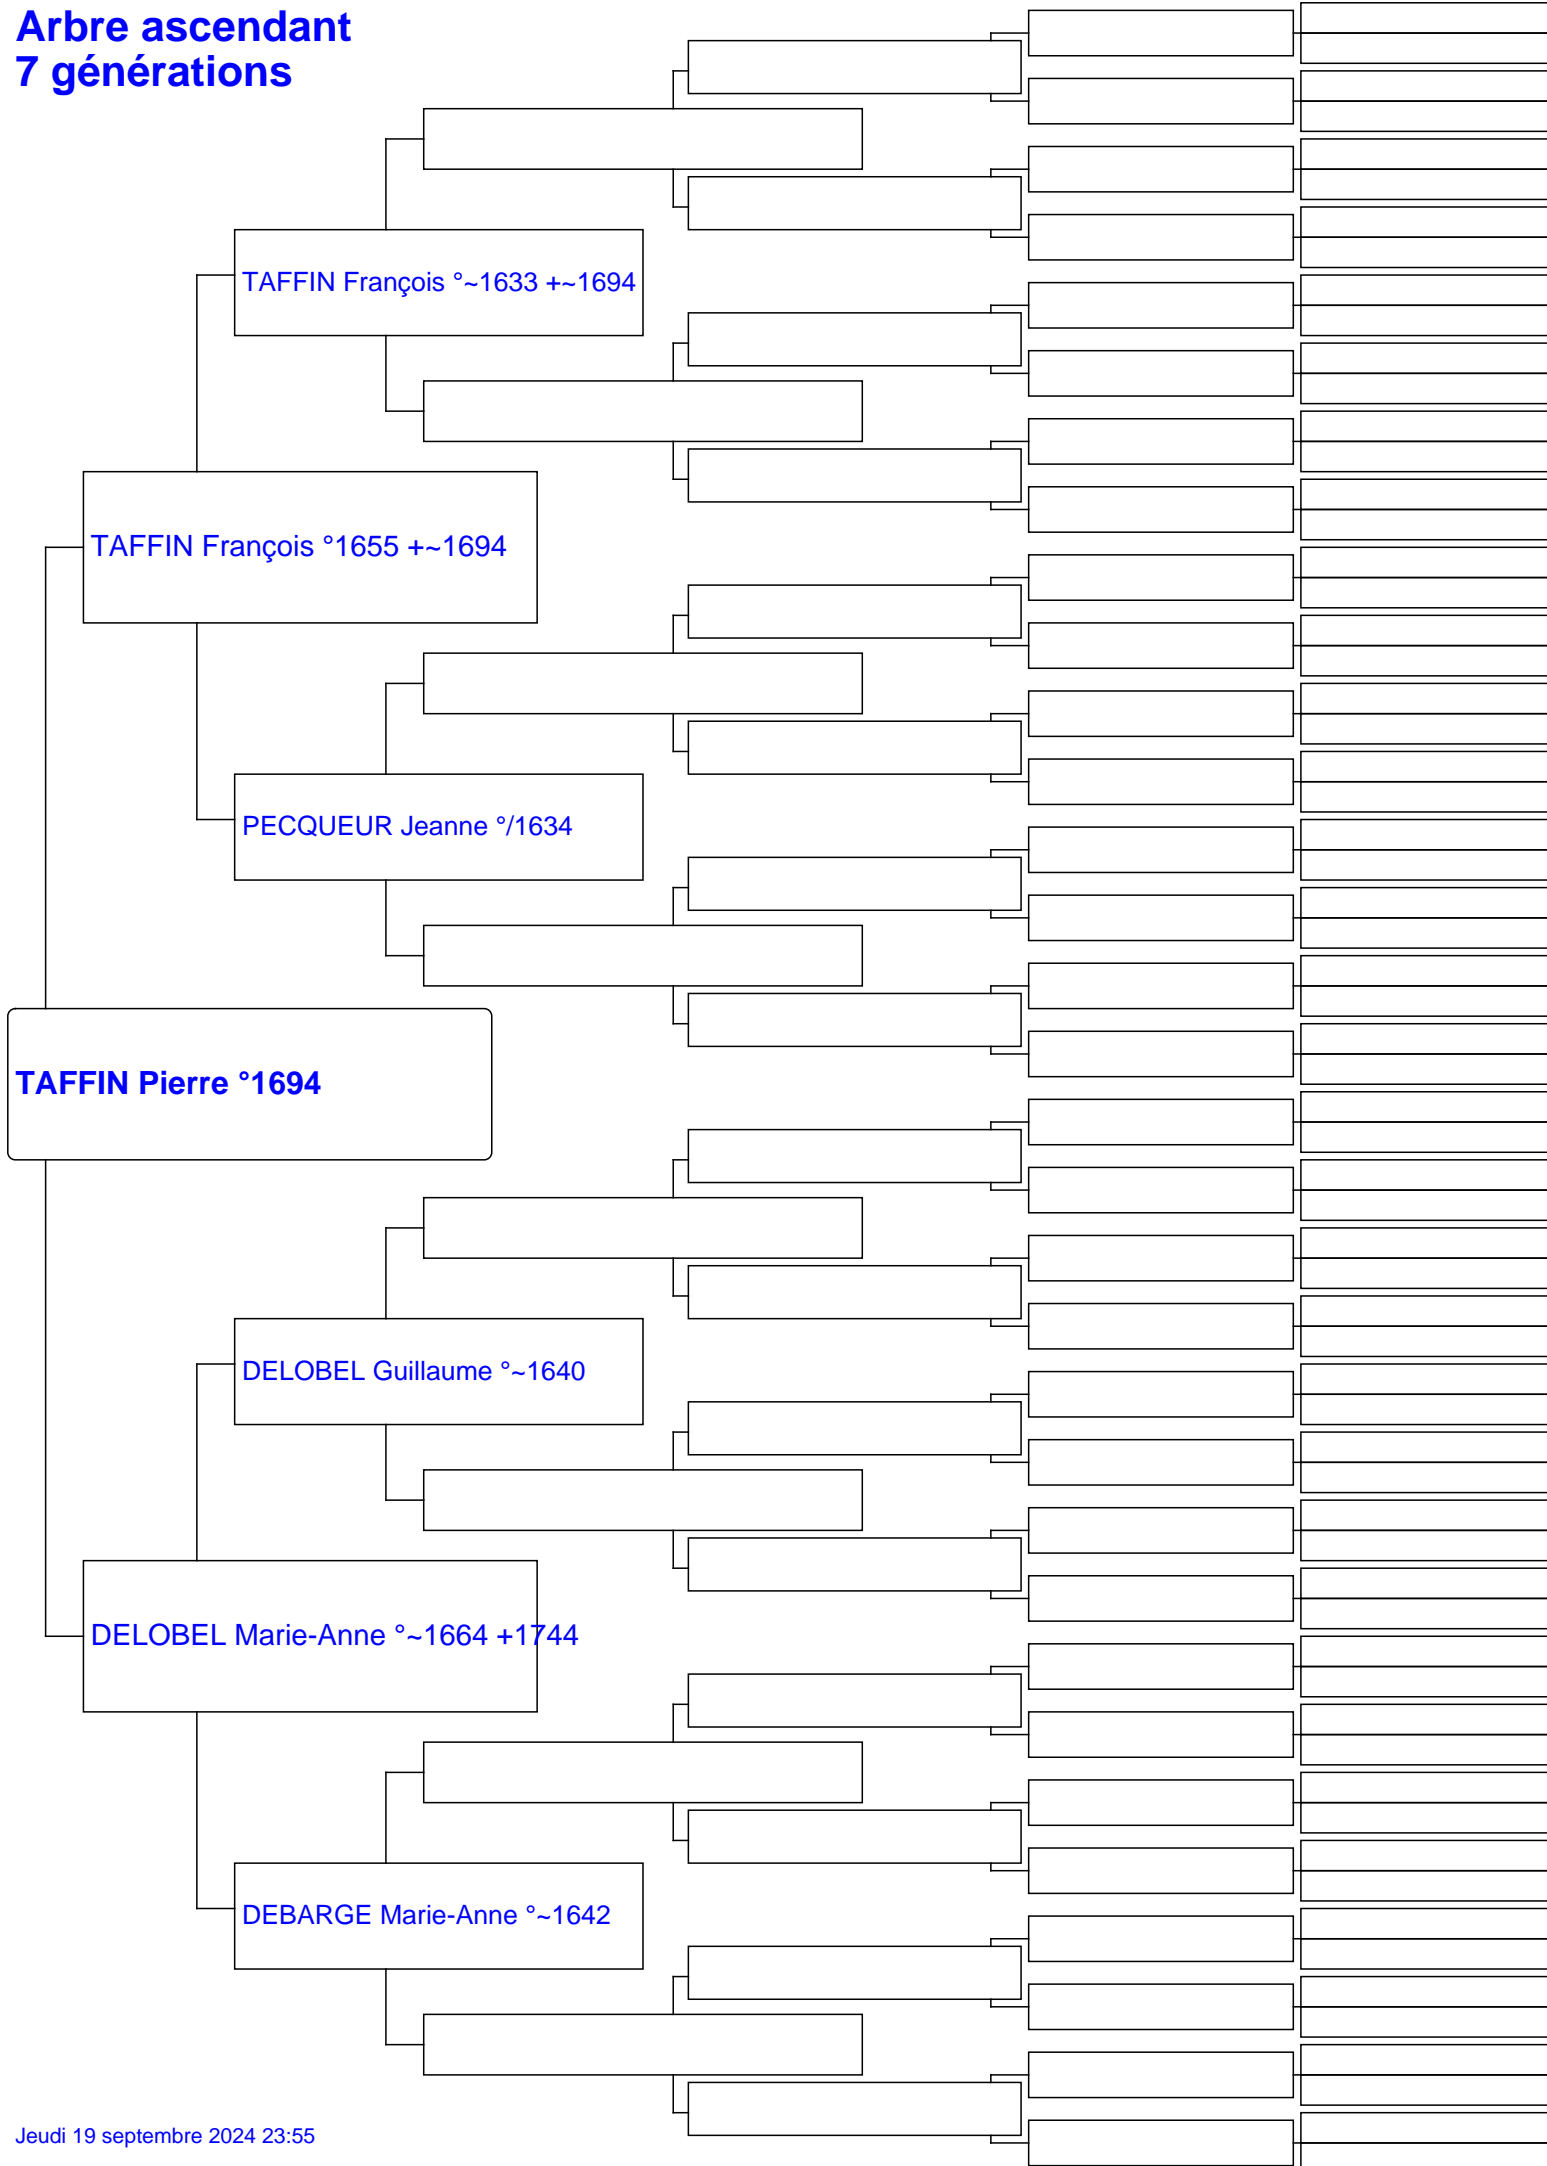 Arbre ascendant
7 générations
TAFFIN François °~1633 +~1694
TAFFIN François °1655 +~1694
PECQUEUR Jeanne °/1634
TAFFIN Pierre °1694
DELOBEL Guillaume °~1640
DELOBEL Marie-Anne °~1664 +1744
DEBARGE Marie-Anne °~1642
Jeudi 19 septembre 2024 23:55